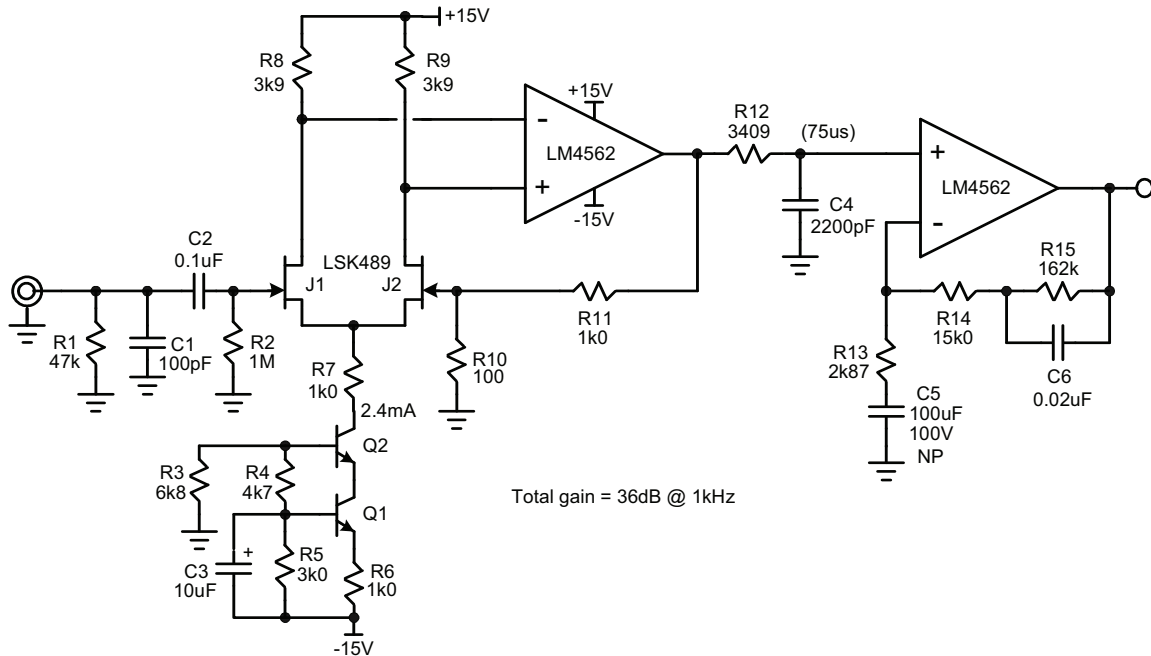 +15V
R8
3k9
R9
3k9
+15V
-
LM4562
+
-15V
R12
3409
(75us)
C4
2200pF
+
LM4562
-
R15
162k
R14
15k0
C6
0.02uF
R13
2k87
C5
100uF
100V
NP
C2
0.1uF
LSK489
J1
J2
R1
47k
C1
100pF
R2
1M
R7
1k0
R10
100
R11
1k0
2.4mA
Q2
R3
6k8
R4
4k7
Q1
Total gain = 36dB @ 1kHz
C3
10uF
+
R5
3k0
R6
1k0
-15V